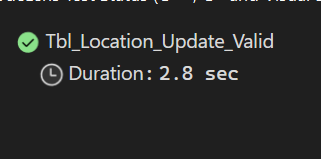 Tbl_Location_Update_Valid
Duration: 2.8 sec